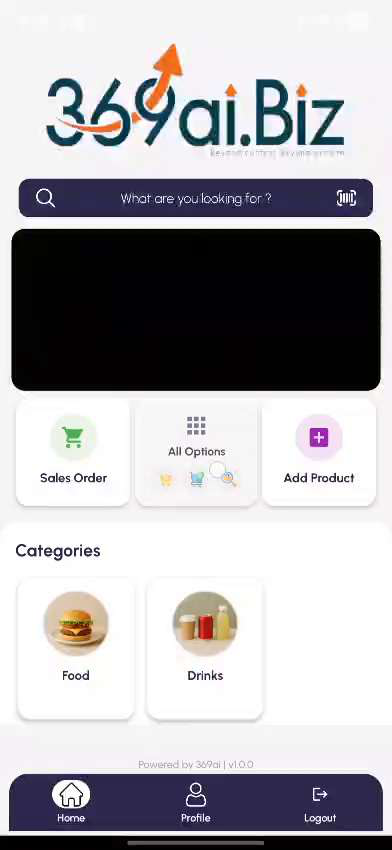 369ai.Biz
What are you looking for ?
Sales Order
All Options
Add Product
Categories
Food
Drinks
Powered by 369ai | v1.0.0
Home
Profile
Logout